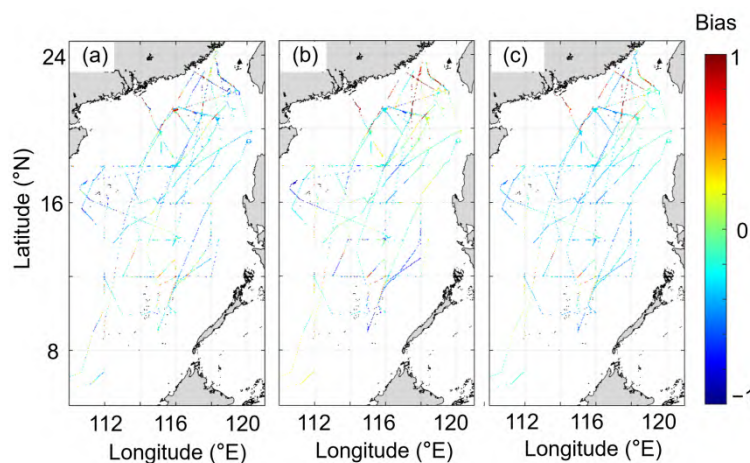 Bias
24
(a)
(b)
(c)
1
Latitude (°N)
16
0
8
−1
112
116
120
112
116
120
112
116
120
Longitude (°E)
Longitude (°E)
Longitude (°E)